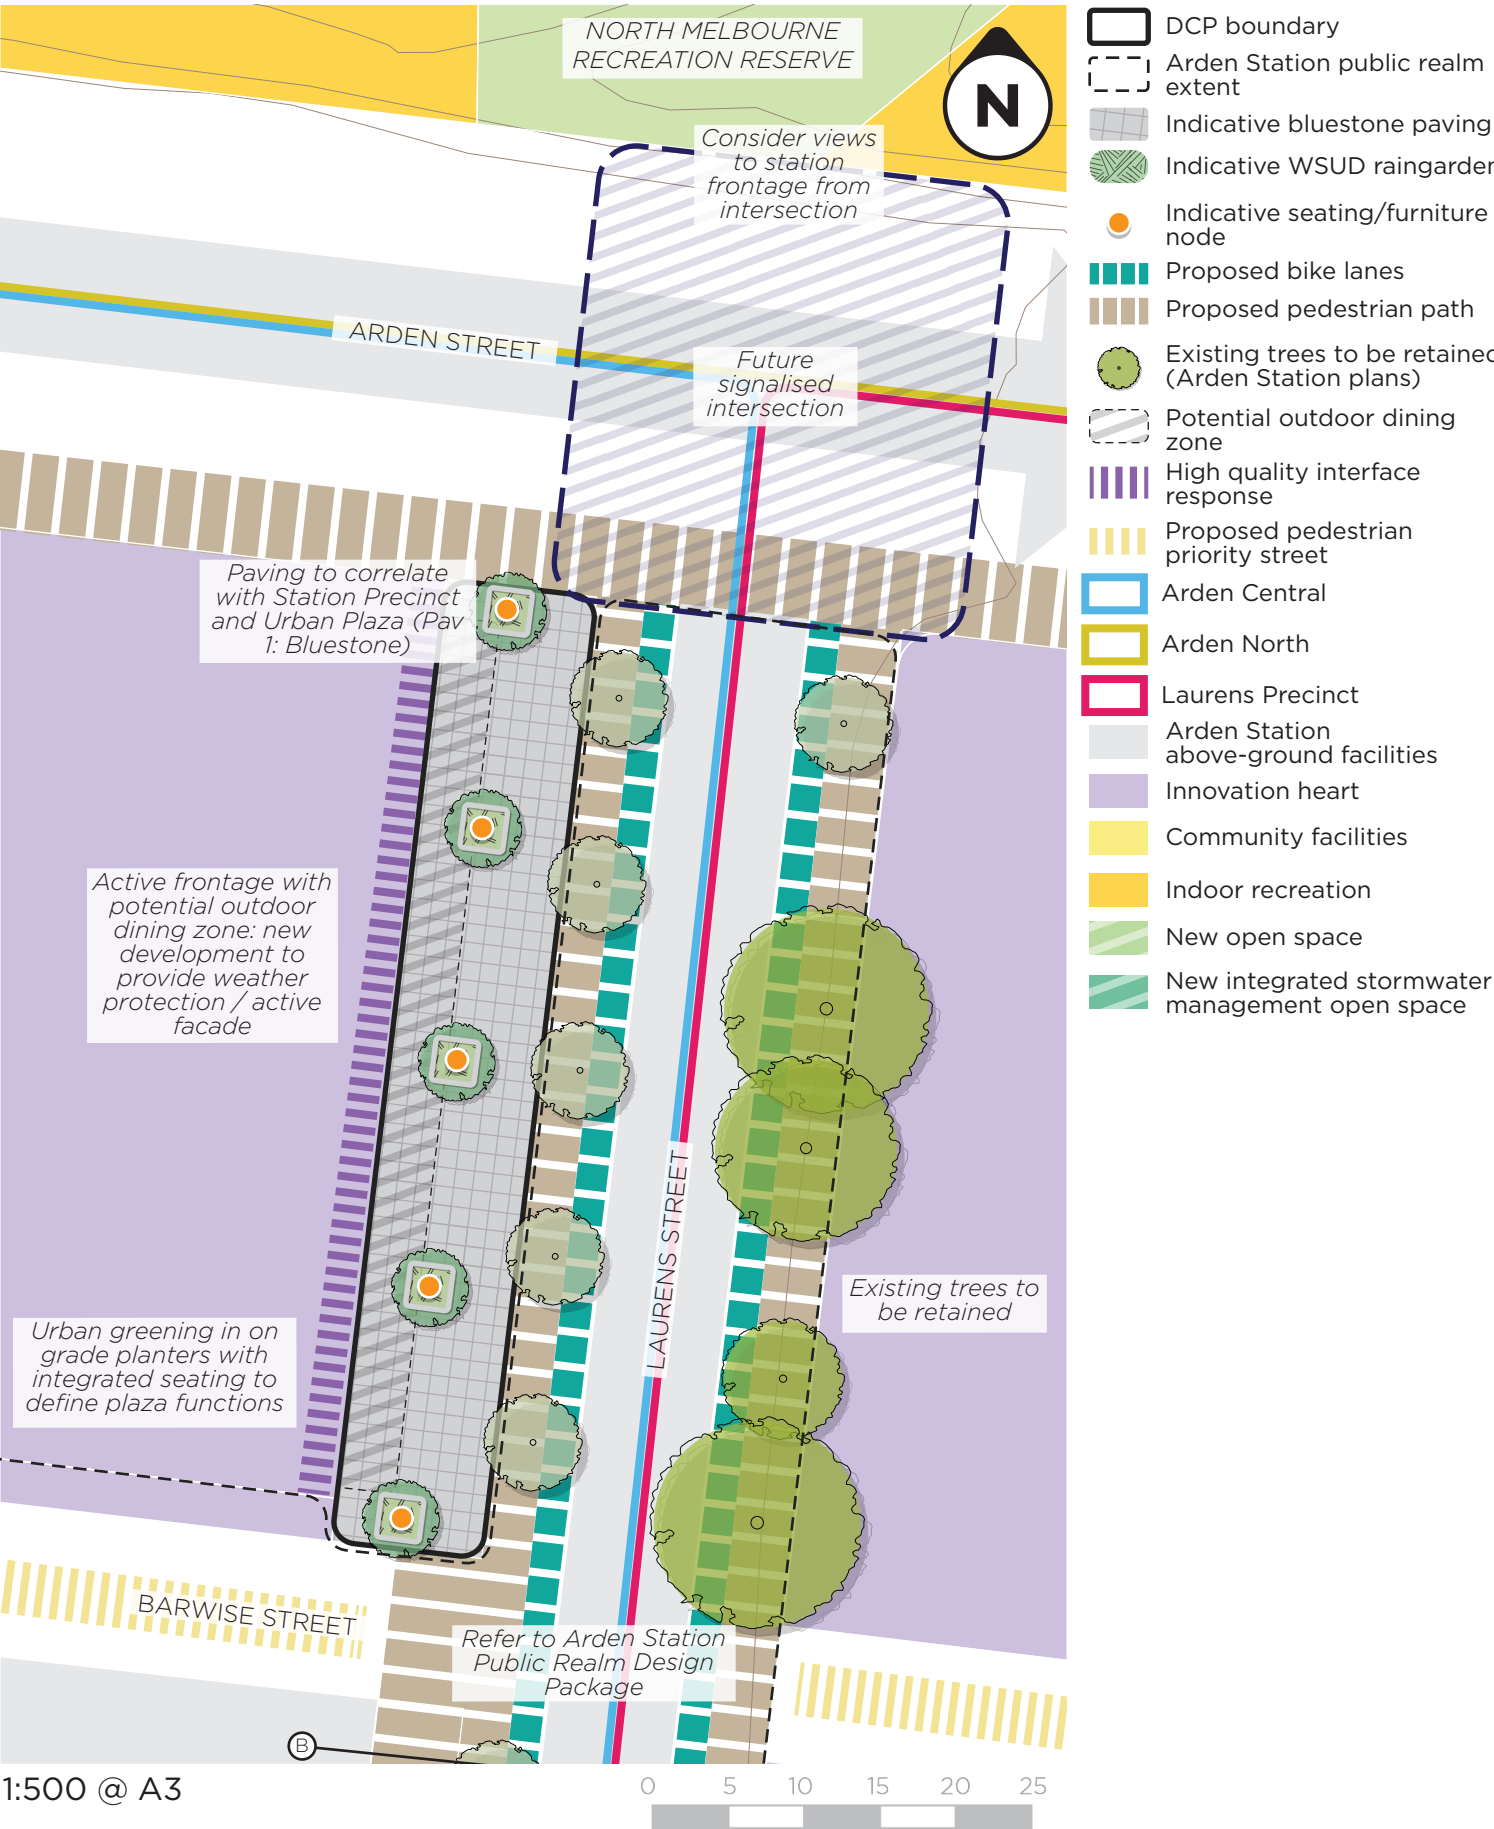 NORTH MELBOURNE
RECREATION RESERVE
N
Consider views
to station
frontage from
intersection
ARDEN STREET
Future
signalised
intersection
Paving to correlate
with Station Precinct
and Urban Plaza (Pav
1: Bluestone)
Active frontage with
potential outdoor
dining zone: new
development to
provide weather
protection / active
facade
LAURENS STREET
Existing trees to
be retained
Urban greening in on
grade planters with
integrated seating to
define plaza functions
BARWISE STREET
Refer to Arden Station
Public Realm Design
Package
B
1:500 @ A3
0 5 10 15 20 25
DCP boundary
Arden Station public realm
extent
Indicative bluestone paving
Indicative WSUD raingarden
Indicative seating/furniture
node
Proposed bike lanes
Proposed pedestrian path
Existing trees to be retained
(Arden Station plans)
Potential outdoor dining
zone
High quality interface
response
Proposed pedestrian
priority street
Arden Central
Arden North
Laurens Precinct
Arden Station
above-ground facilities
Innovation heart
Community facilities
Indoor recreation
New open space
New integrated stormwater
management open space